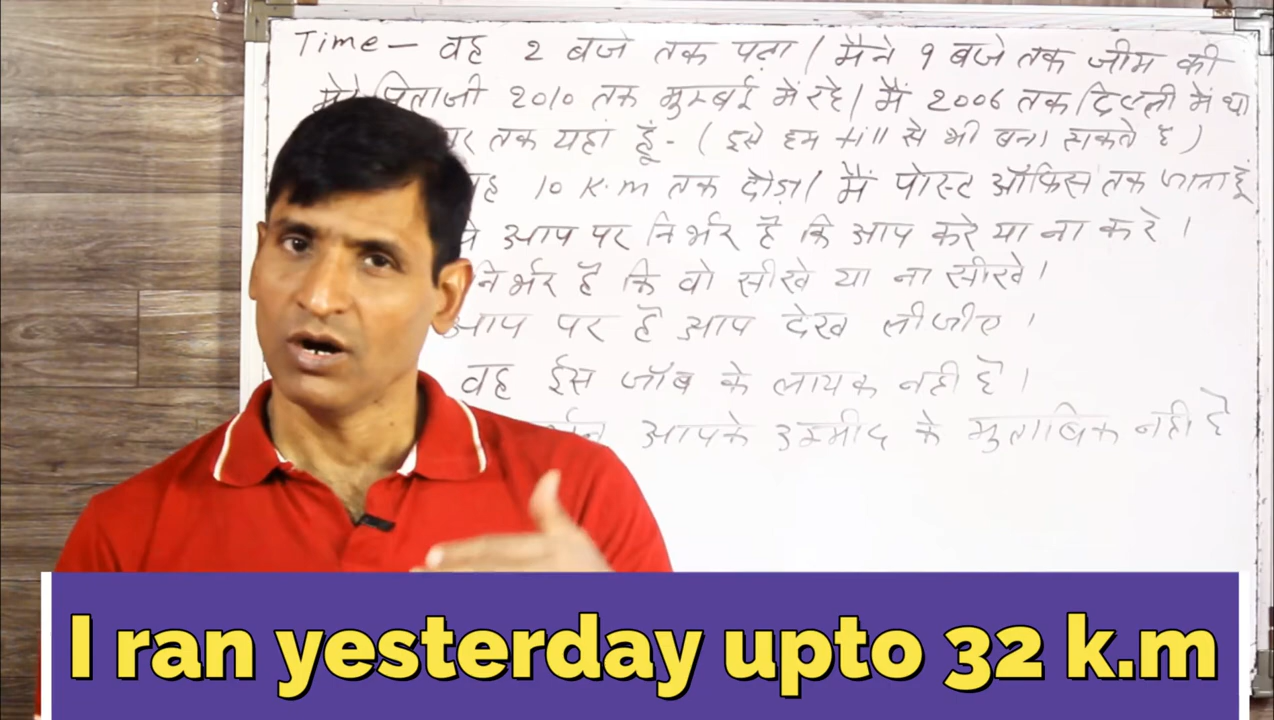 Time – वह 2 बजे तक पढ़ा / मैने 9 बजे तक जीम की
मेरे पिताजी 2010 तक मुम्बई में रहे / मैं 2006 तक दिल्ली में था
पर तक यहां हूं - ( इसे हम till से भी बना सकते है )
10 k.m तक दौड़ा / मैं पोस्ट ऑफिस तक जाता हूं
आप पर निर्भर है कि आप करे या ना करे ।
निर्भर है कि वो सीखे या ना सीखे ।
आप पर है आप देख लीजीए ।
वह ईस जॉब के लायक नही है ।
आपके उम्मीद के मुताबिक नही है
I ran yesterday upto 32 k.m